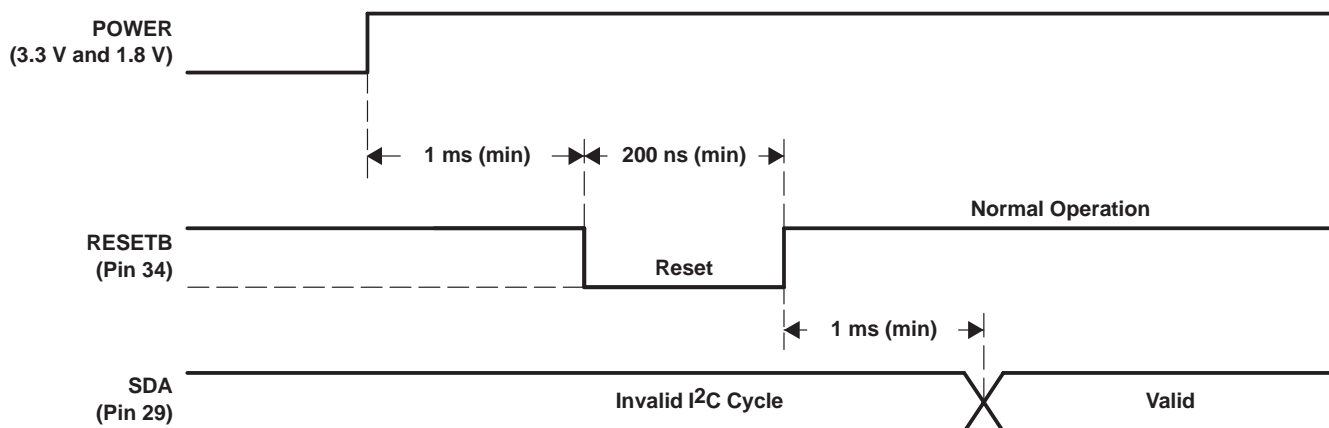 POWER
(3.3 V and 1.8 V)
1 ms (min)
200 ns (min)
Normal Operation
RESETB
(Pin 34)
Reset
1 ms (min)
SDA
(Pin 29)
Invalid I²C Cycle
Valid